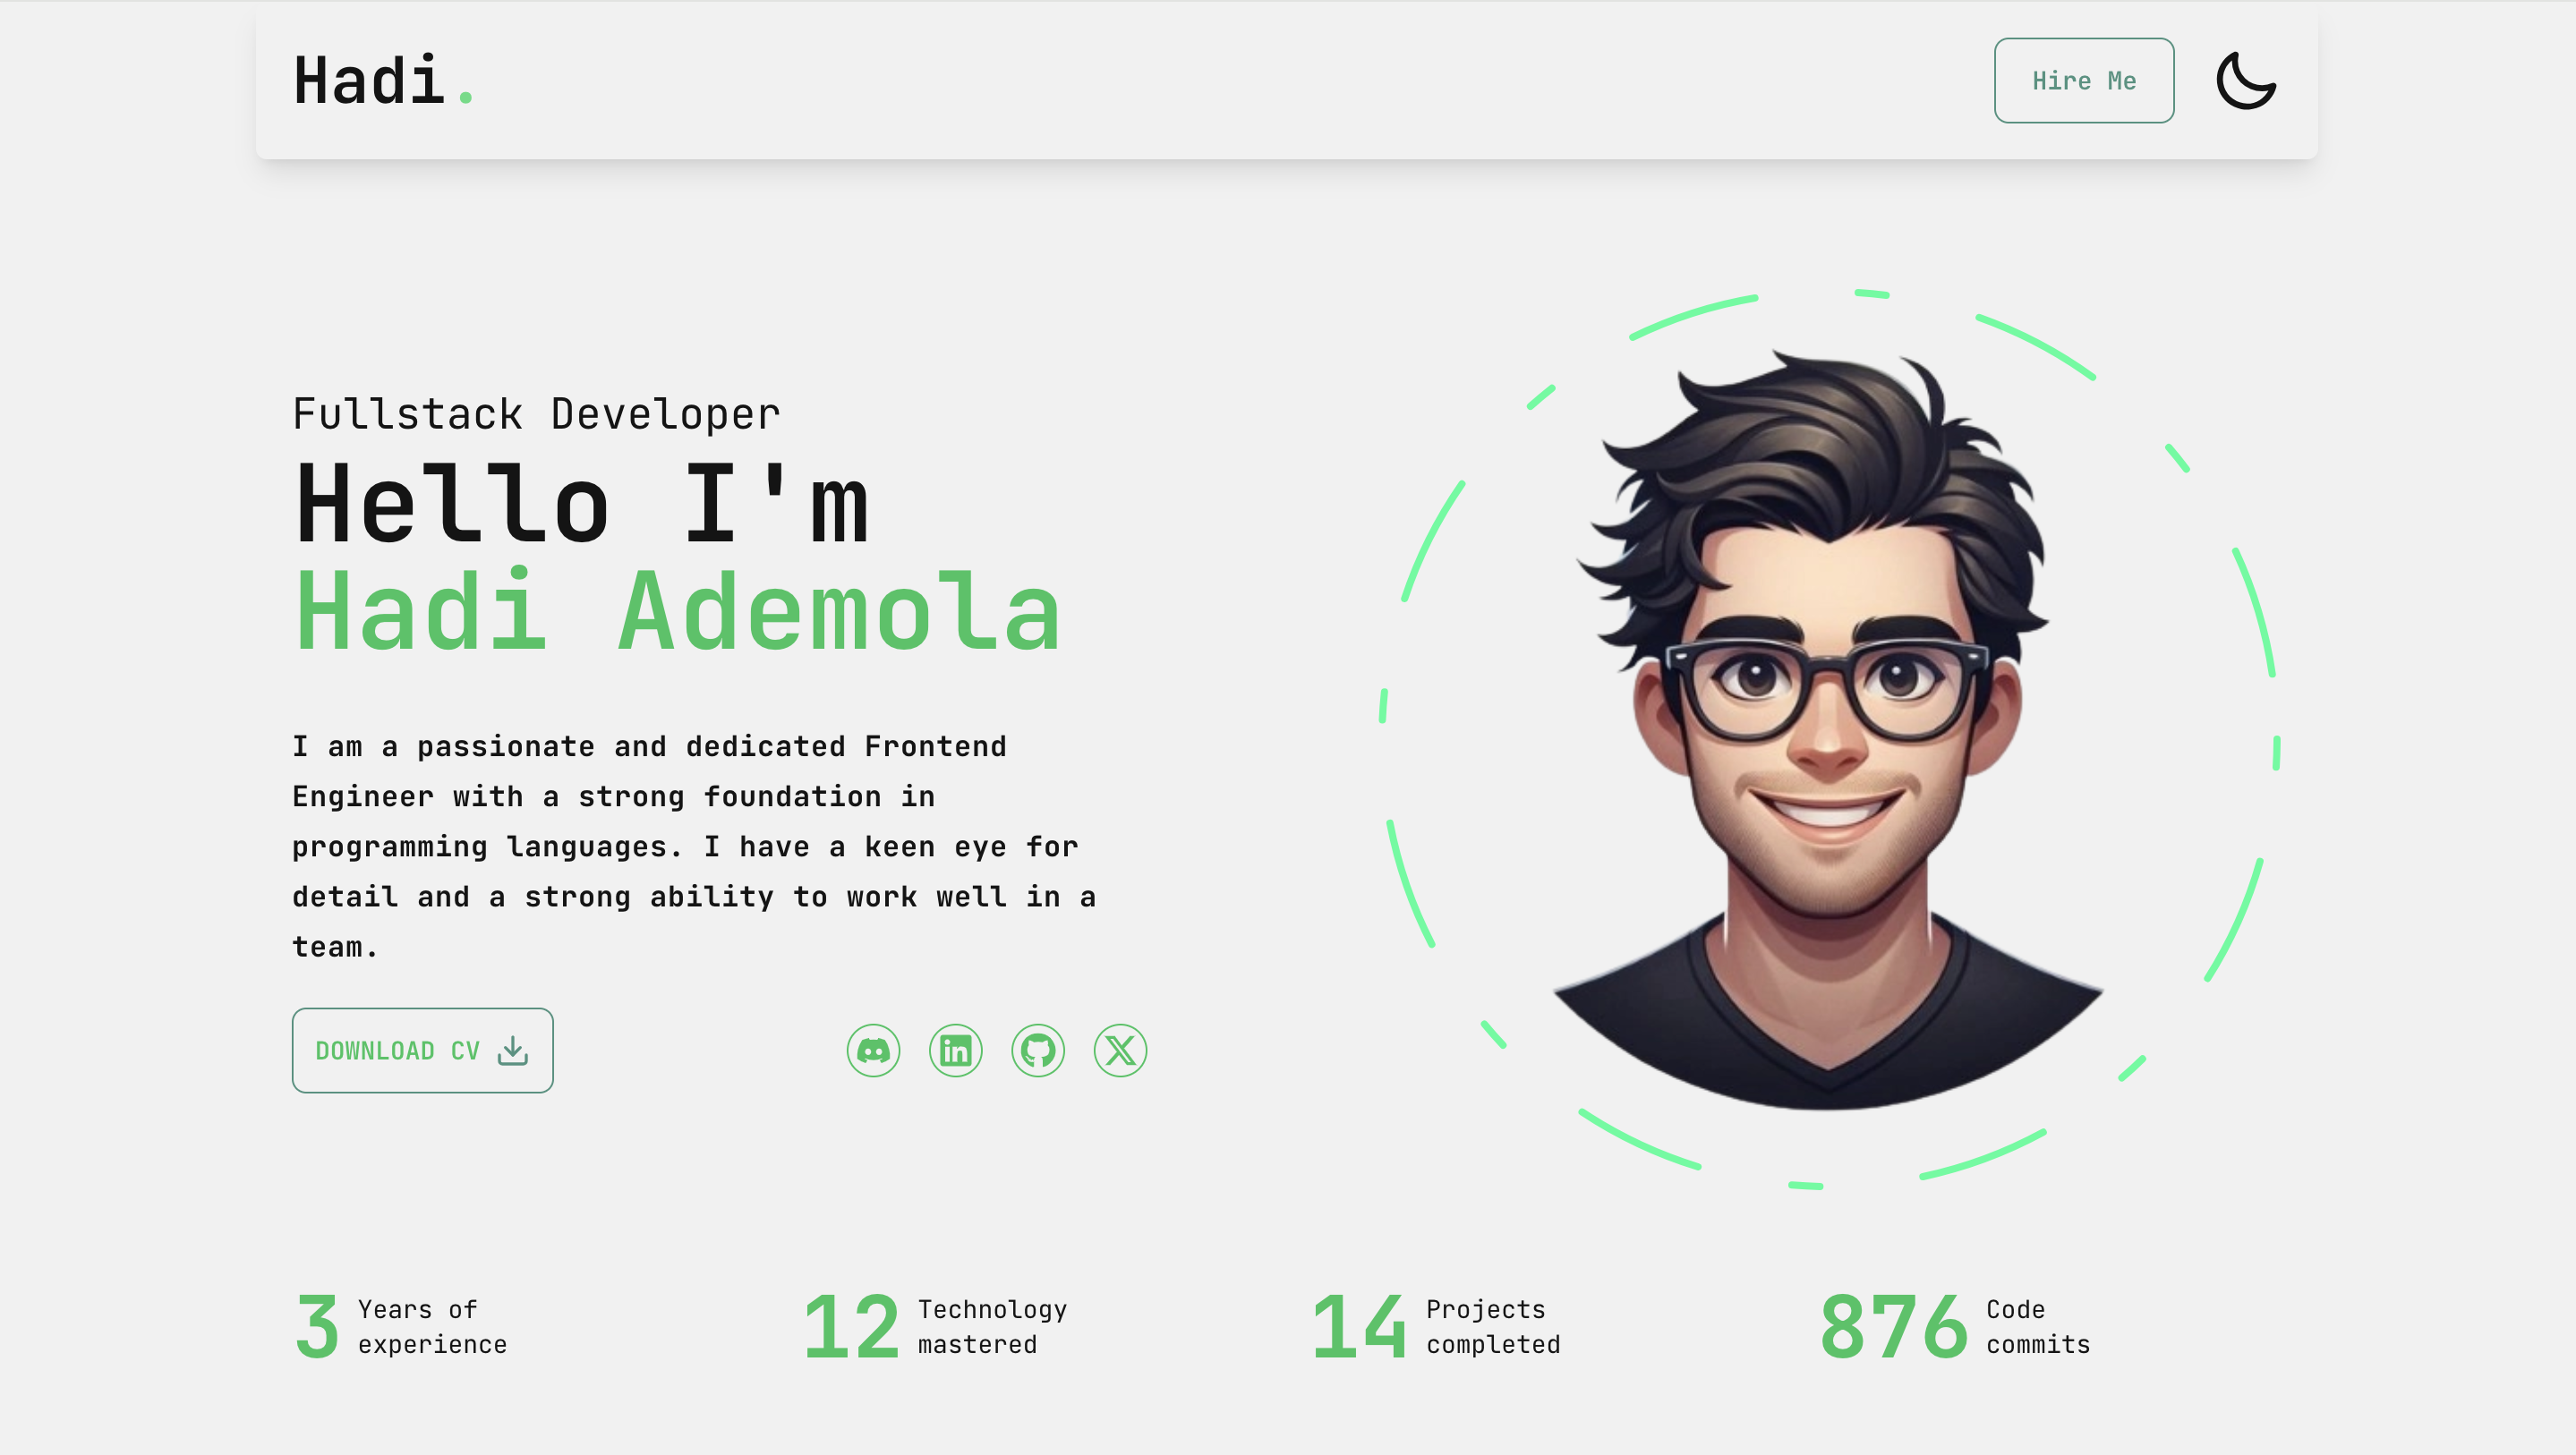 Hadi.
Hire Me
Fullstack Developer
Hello I'm
Hadi Ademola
I am a passionate and dedicated Frontend
Engineer with a strong foundation in
programming languages. I have a keen eye for
detail and a strong ability to work well in a
team.
DOWNLOAD CV
in
X
3 Years of
experience
12 Technology
mastered
14 Projects
completed
876 Code
commits